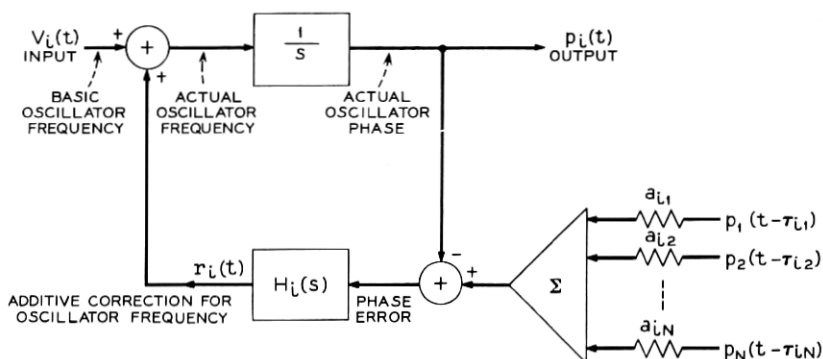 Vi(t)
INPUT
+
+
+
1
S
pi(t)
OUTPUT
BASIC
OSCILLATOR
FREQUENCY
ACTUAL
OSCILLATOR
FREQUENCY
ACTUAL
OSCILLATOR
PHASE
ai1
p1(t-τi1)
ai2
p2(t-τi2)
ri(t)
Hi(s)
-
+
+
Σ
ADDITIVE CORRECTION FOR
OSCILLATOR FREQUENCY
PHASE
ERROR
aiN
pN(t-τiN)